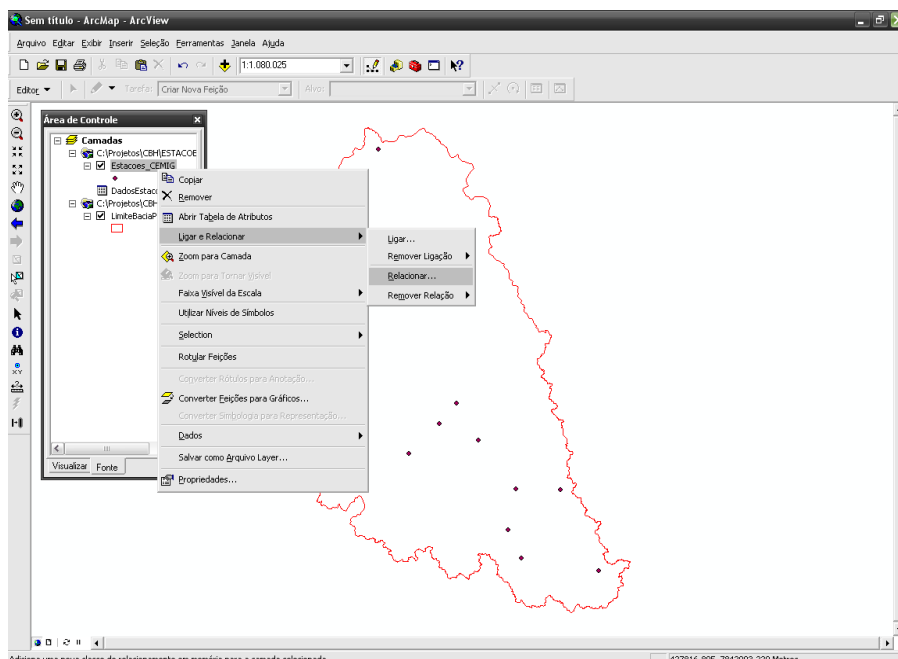 Sem título - ArcMap - ArcView
Arquivo Editar Exibir Inserir Seleção Ferramentas Janela Ajuda
1:1.080.025
Editor Tarefa: Criar Nova Feição Alvo:
Área de Controle
Camadas
C:\Projetos\CBH\ESTACOE
Estacoes_CEMIG
DadosEstaco
C:\Projetos\CBH
LimiteBaciaP
Visualizar Fonte
Copiar
Remover
Abrir Tabela de Atributos
Ligar e Relacionar
Zoom para Camada
Zoom para Tornar Visível
Faixa Visível da Escala
Utilizar Níveis de Símbolos
Selection
Rotular Feições
Converter Rótulos para Anotação...
Converter Feições para Gráficos...
Converter Simbologia para Representação...
Dados
Salvar como Arquivo Layer...
Propriedades...
Ligar...
Remover Ligação
Relacionar...
Remover Relação